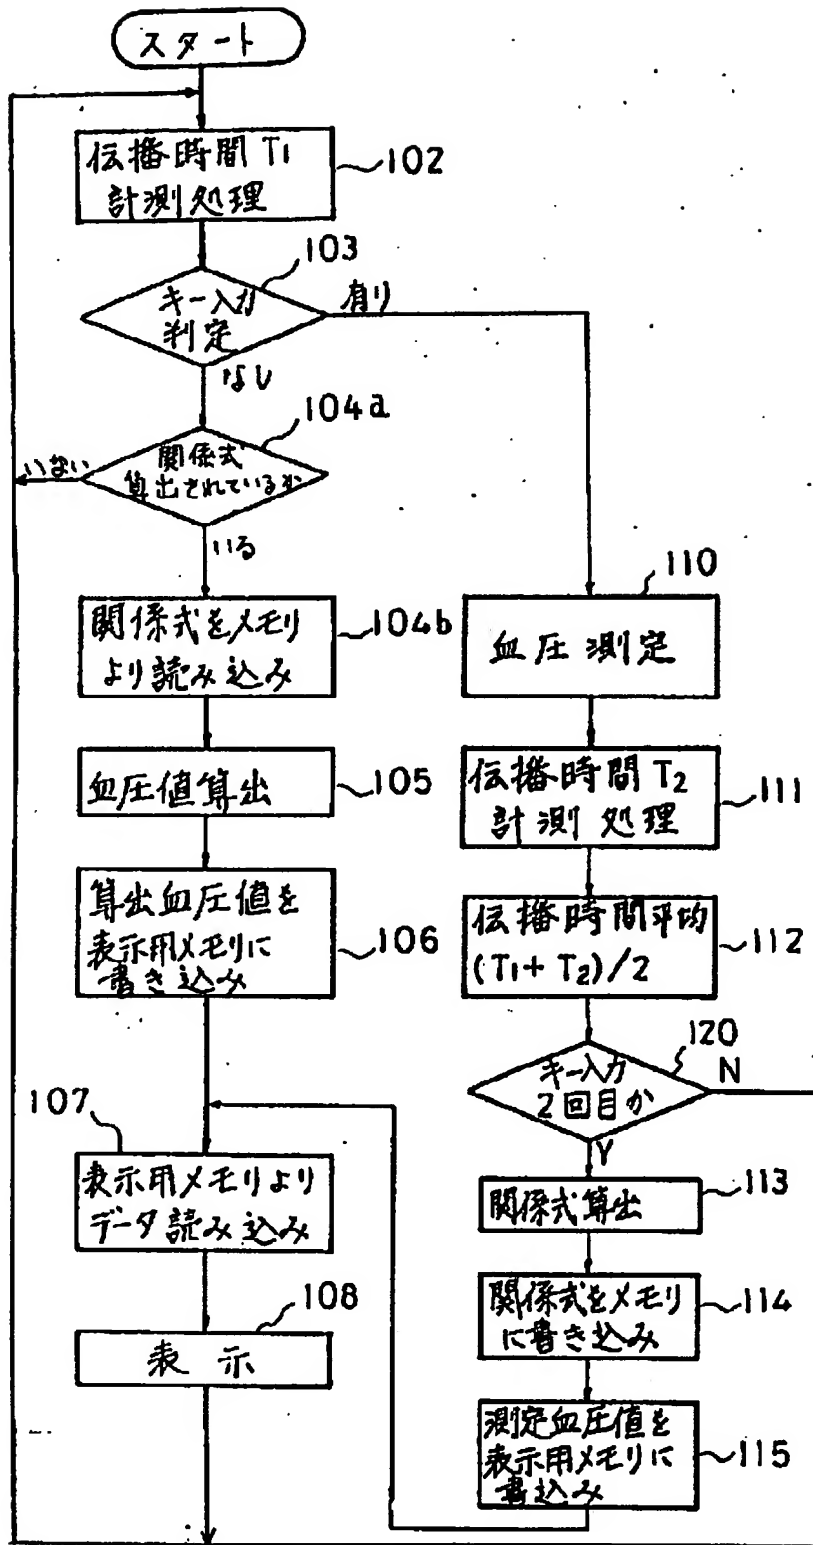 スタート
伝播時間 T1
計測処理
102
103
キー入力
判定
有り
なし
104a
関係式
算出されているか
いない
いる
関係式をメモリ
より読み込み
104b
血圧値算出
105
算出血圧値を
表示用メモリに
書き込み
106
107
表示用メモリより
データ読み込み
108
表示
110
血圧測定
伝播時間 T2
計測処理
111
伝播時間平均
(T1+T2)/2
112
120
キー入力
2回目か
N
Y
関係式算出
113
関係式をメモリ
に書き込み
114
測定血圧値を
表示用メモリに
書込み
115